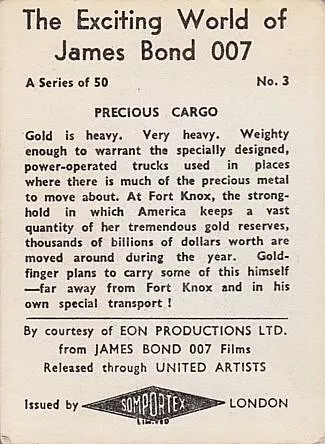 The Exciting World of
James Bond 007
A Series of 50 No. 3
PRECIOUS CARGO
Gold is heavy. Very heavy. Weighty
enough to warrant the specially designed,
power-operated trucks used in places
where there is much of the precious metal
to move about. At Fort Knox, the strong-
hold in which America keeps a vast
quantity of her tremendous gold reserves,
thousands of billions of dollars worth are
moved around during the year. Gold-
finger plans to carry some of this himself
—far away from Fort Knox and in his
own special transport !
By courtesy of EON PRODUCTIONS LTD.
from JAMES BOND 007 Films
Released through UNITED ARTISTS
Issued by SOMPORTEX LONDON
LIMITED